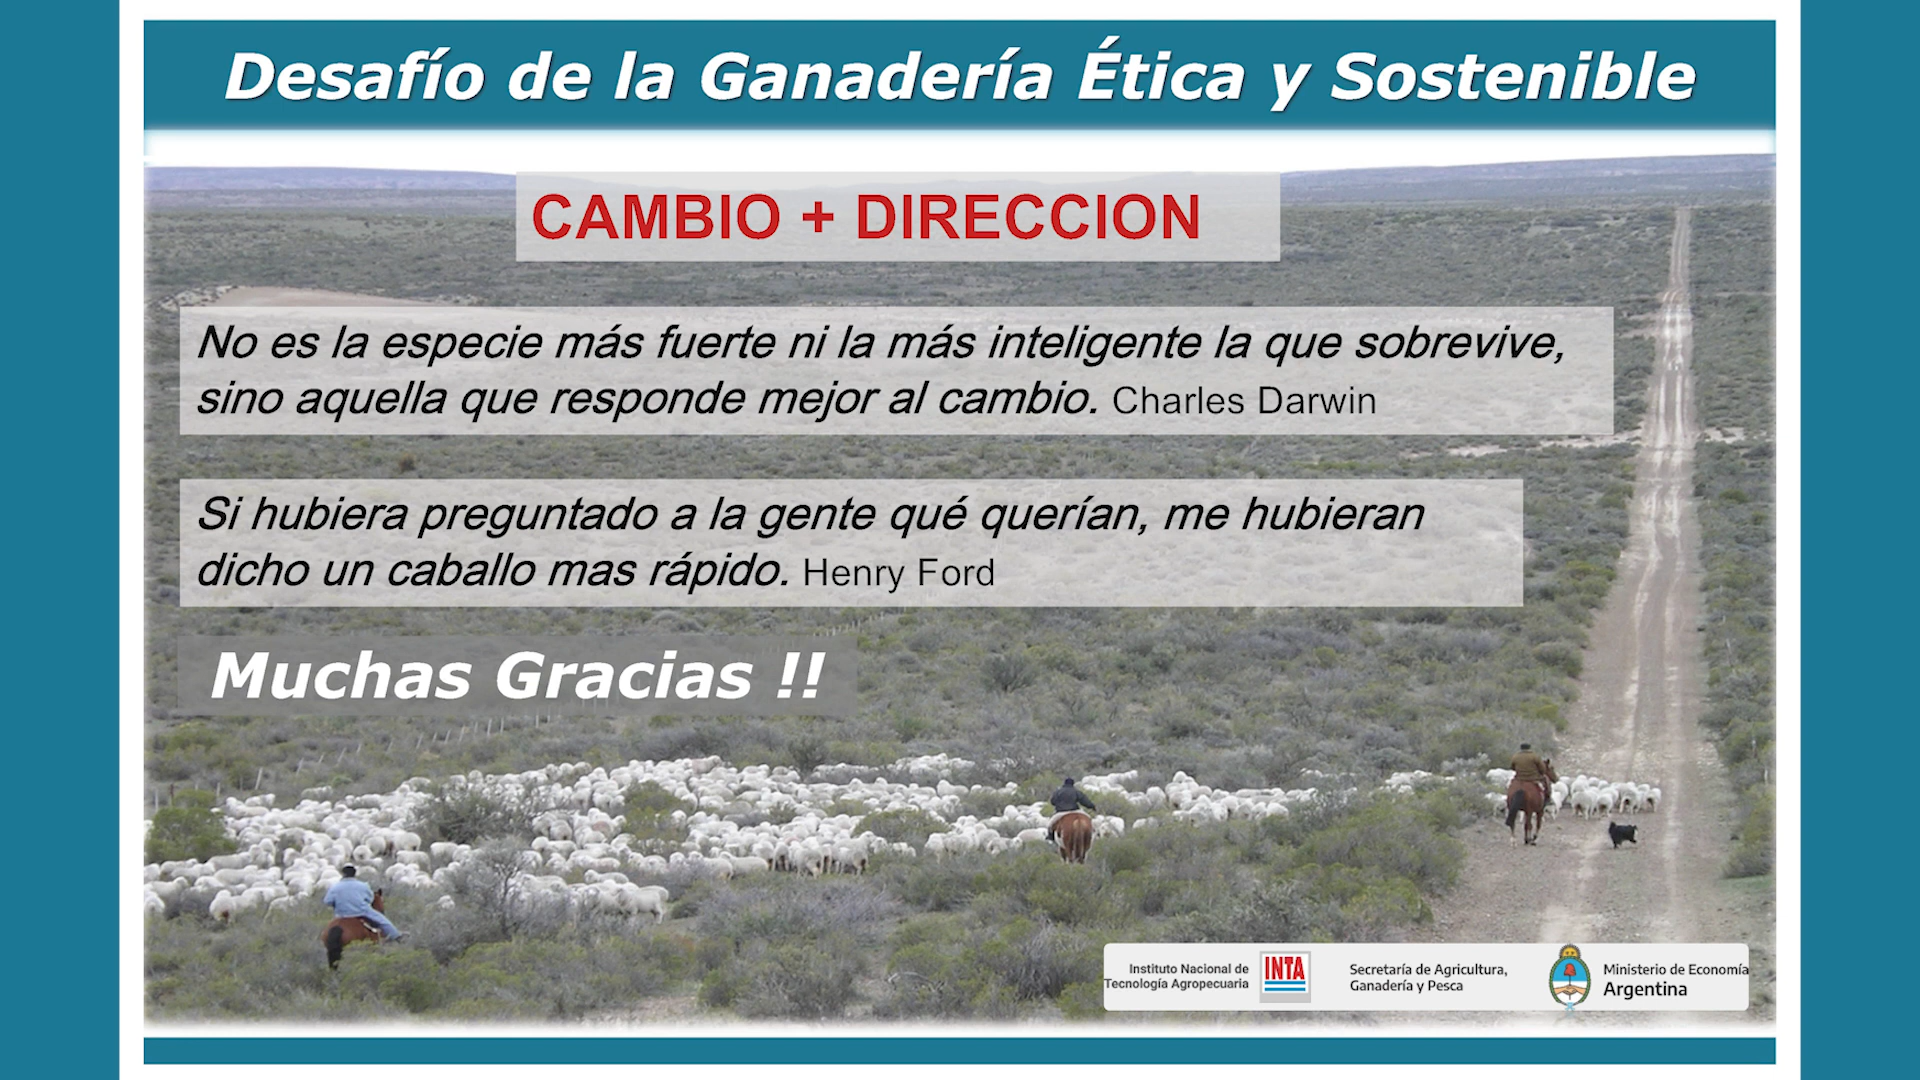 Desafío de la Ganadería Ética y Sostenible
CAMBIO + DIRECCION
No es la especie más fuerte ni la más inteligente la que sobrevive,
sino aquella que responde mejor al cambio. Charles Darwin
Si hubiera preguntado a la gente qué querían, me hubieran
dicho un caballo mas rápido. Henry Ford
Muchas Gracias !!
Instituto Nacional de
Tecnología Agropecuaria
INTA
Secretaría de Agricultura,
Ganadería y Pesca
Ministerio de Economía
Argentina